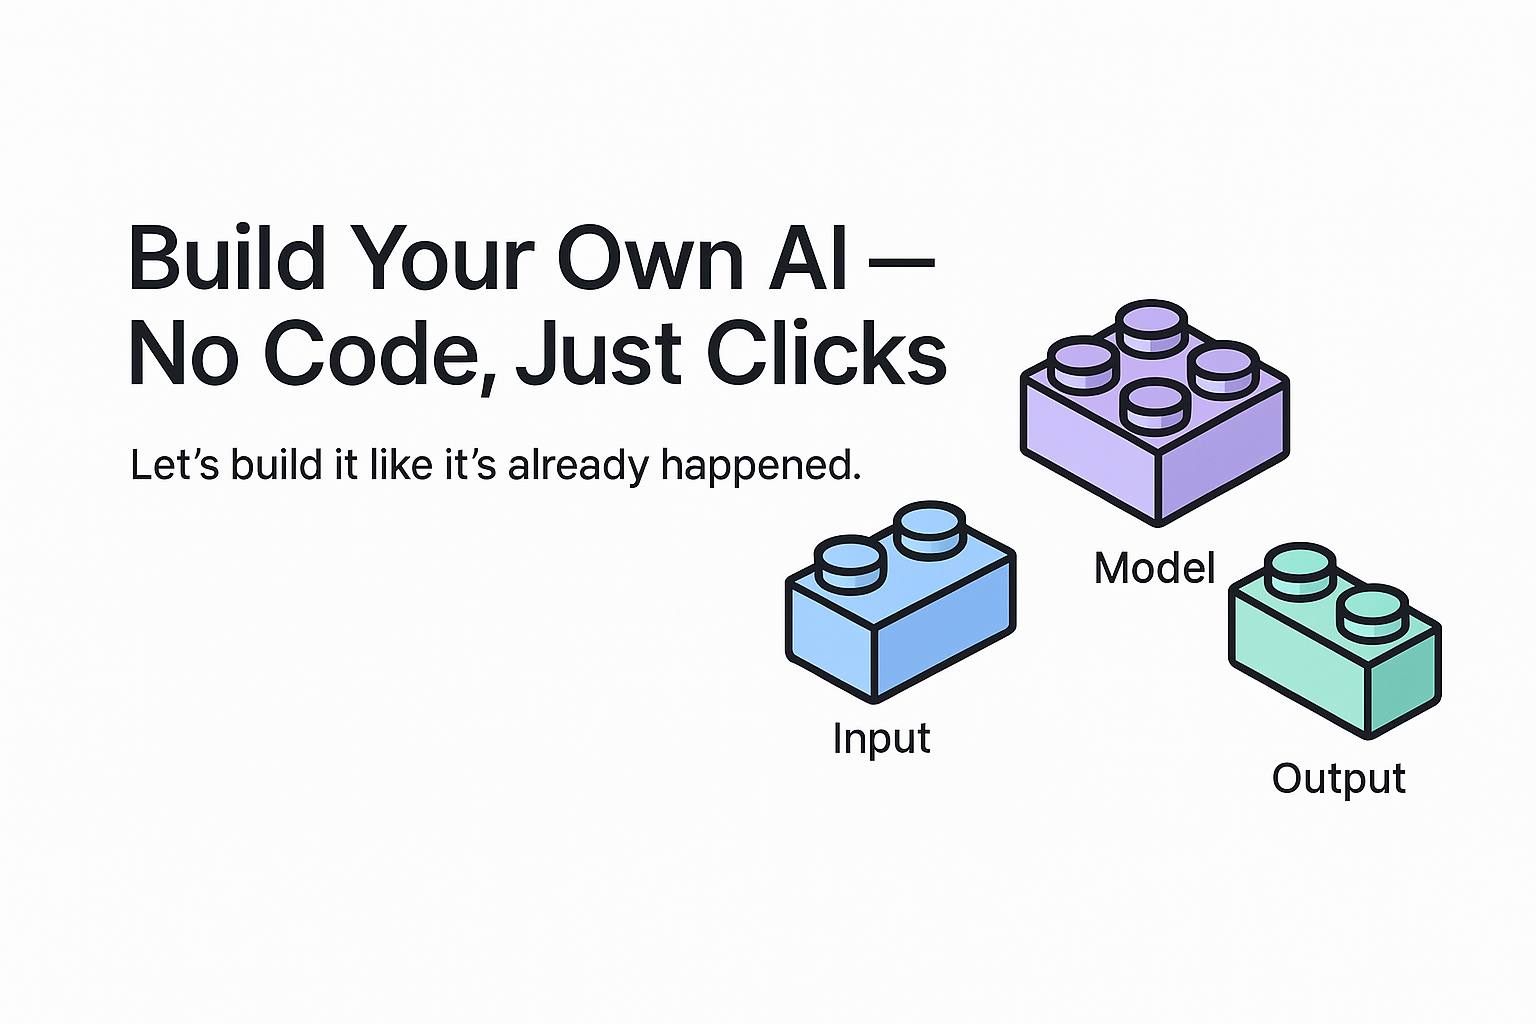 Build Your Own AI —
No Code, Just Clicks
Let’s build it like it’s already happened.
Model
Input
Output